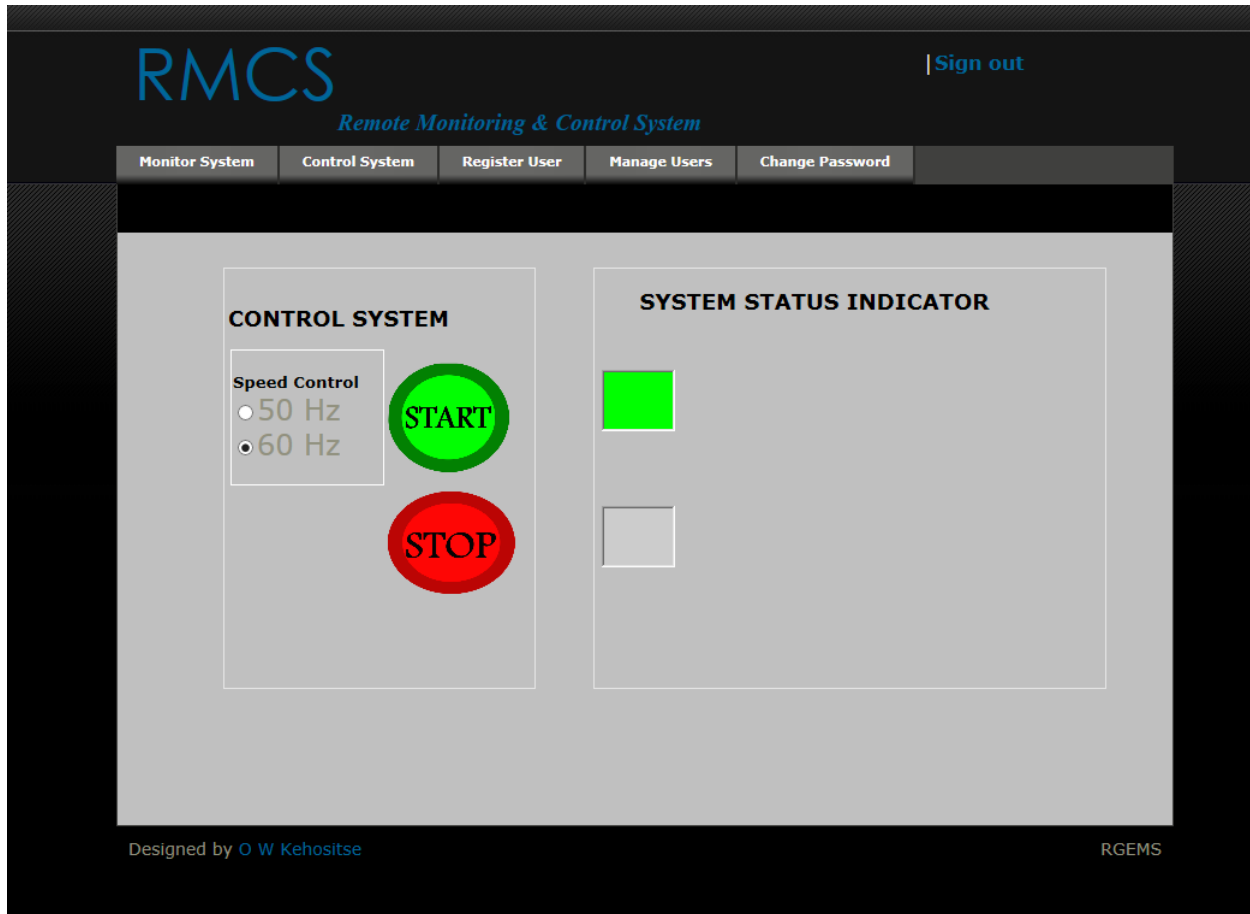 RMCS
|Sign out
Remote Monitoring & Control System
Monitor System Control System Register User Manage Users Change Password
CONTROL SYSTEM
Speed Control
50 Hz
60 Hz
START
STOP
SYSTEM STATUS INDICATOR
Designed by O W Kehositse
RGEMS